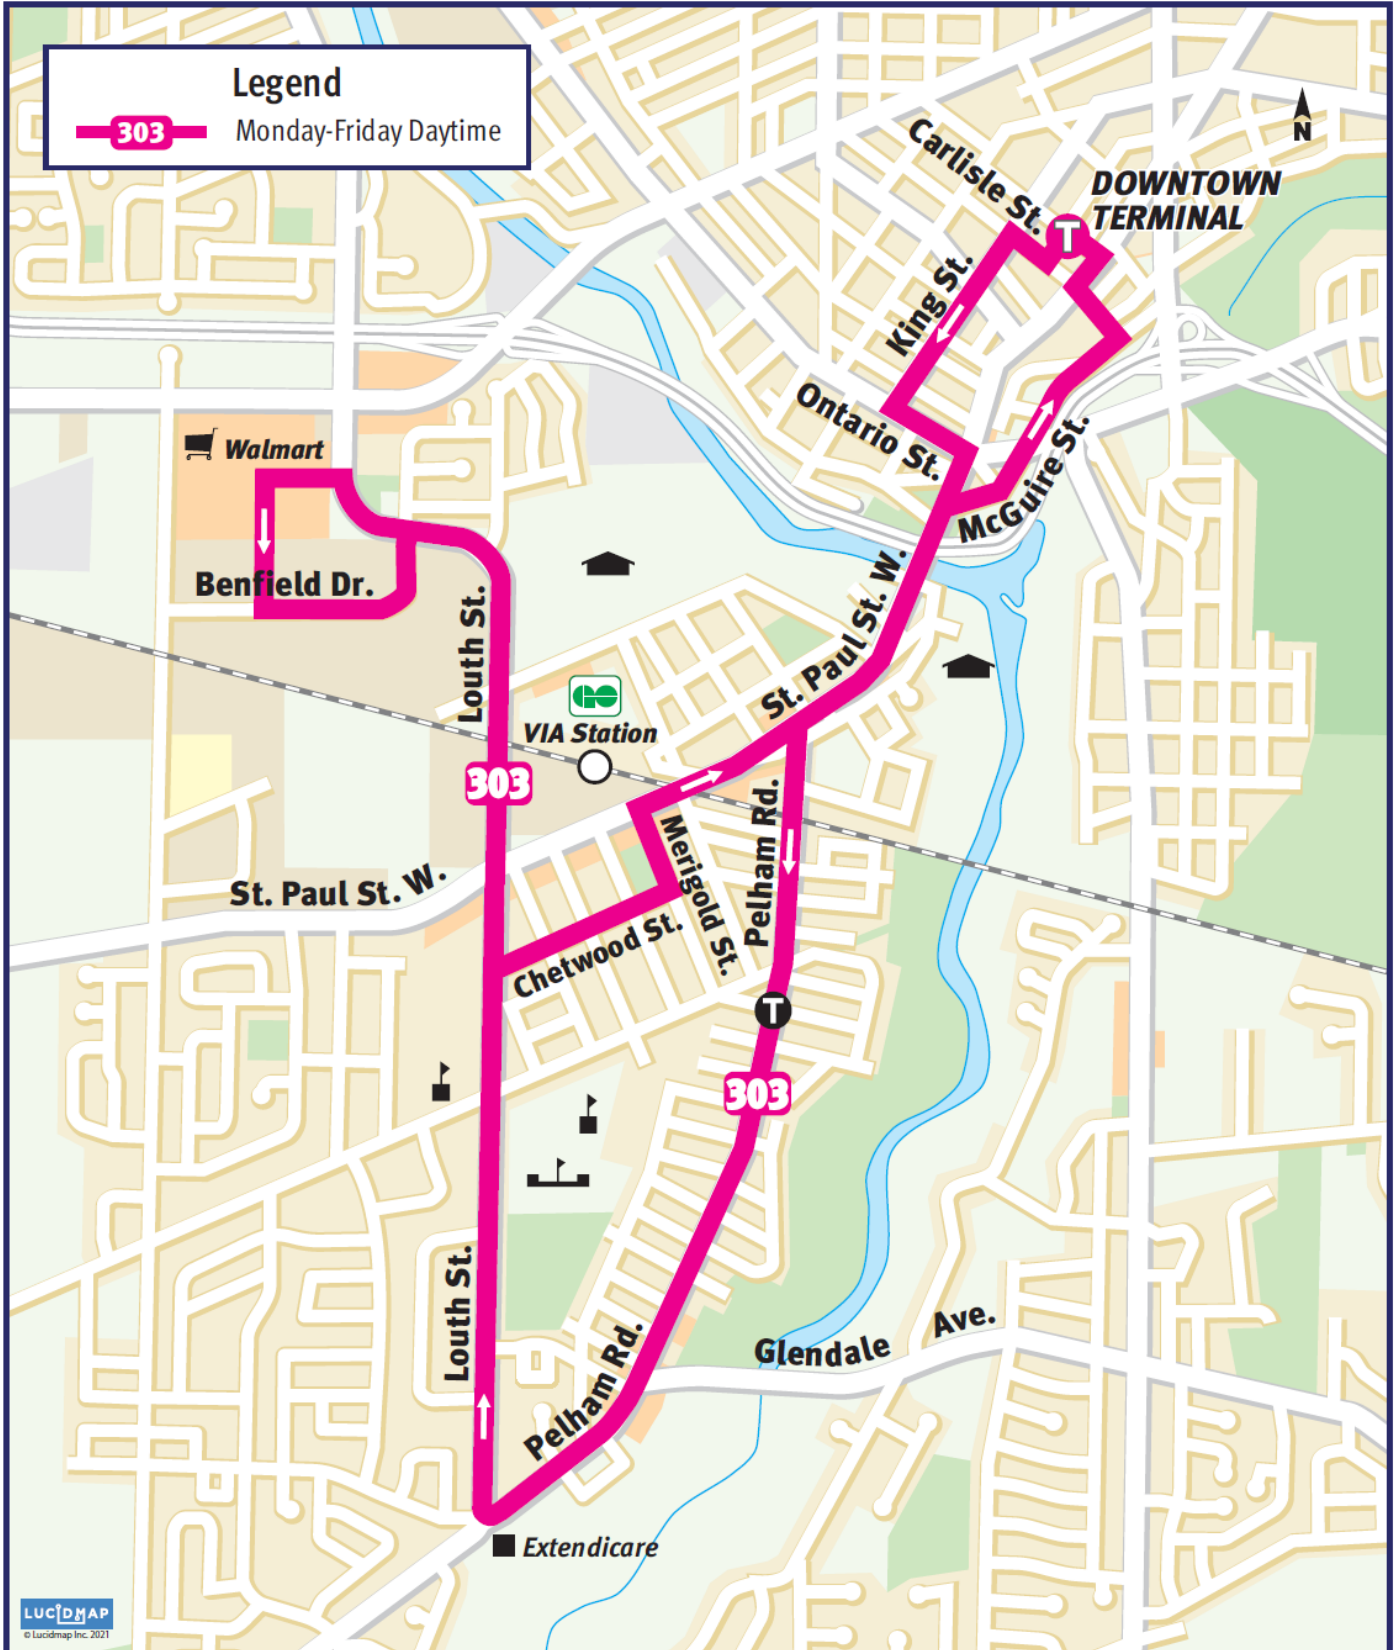 Legend
303
Monday-Friday Daytime
N
Carlisle St.
DOWNTOWN
TERMINAL
T
King St.
Ontario St.
McGuire St.
Walmart
Benfield Dr.
Louth St.
St. Paul St. W.
GO
VIA Station
303
Merigold St.
Pelham Rd.
St. Paul St. W.
Chetwood St.
T
303
Louth St.
Pelham Rd.
Glendale Ave.
Extendicare
LUCIDMAP
© Lucidmap Inc. 2021